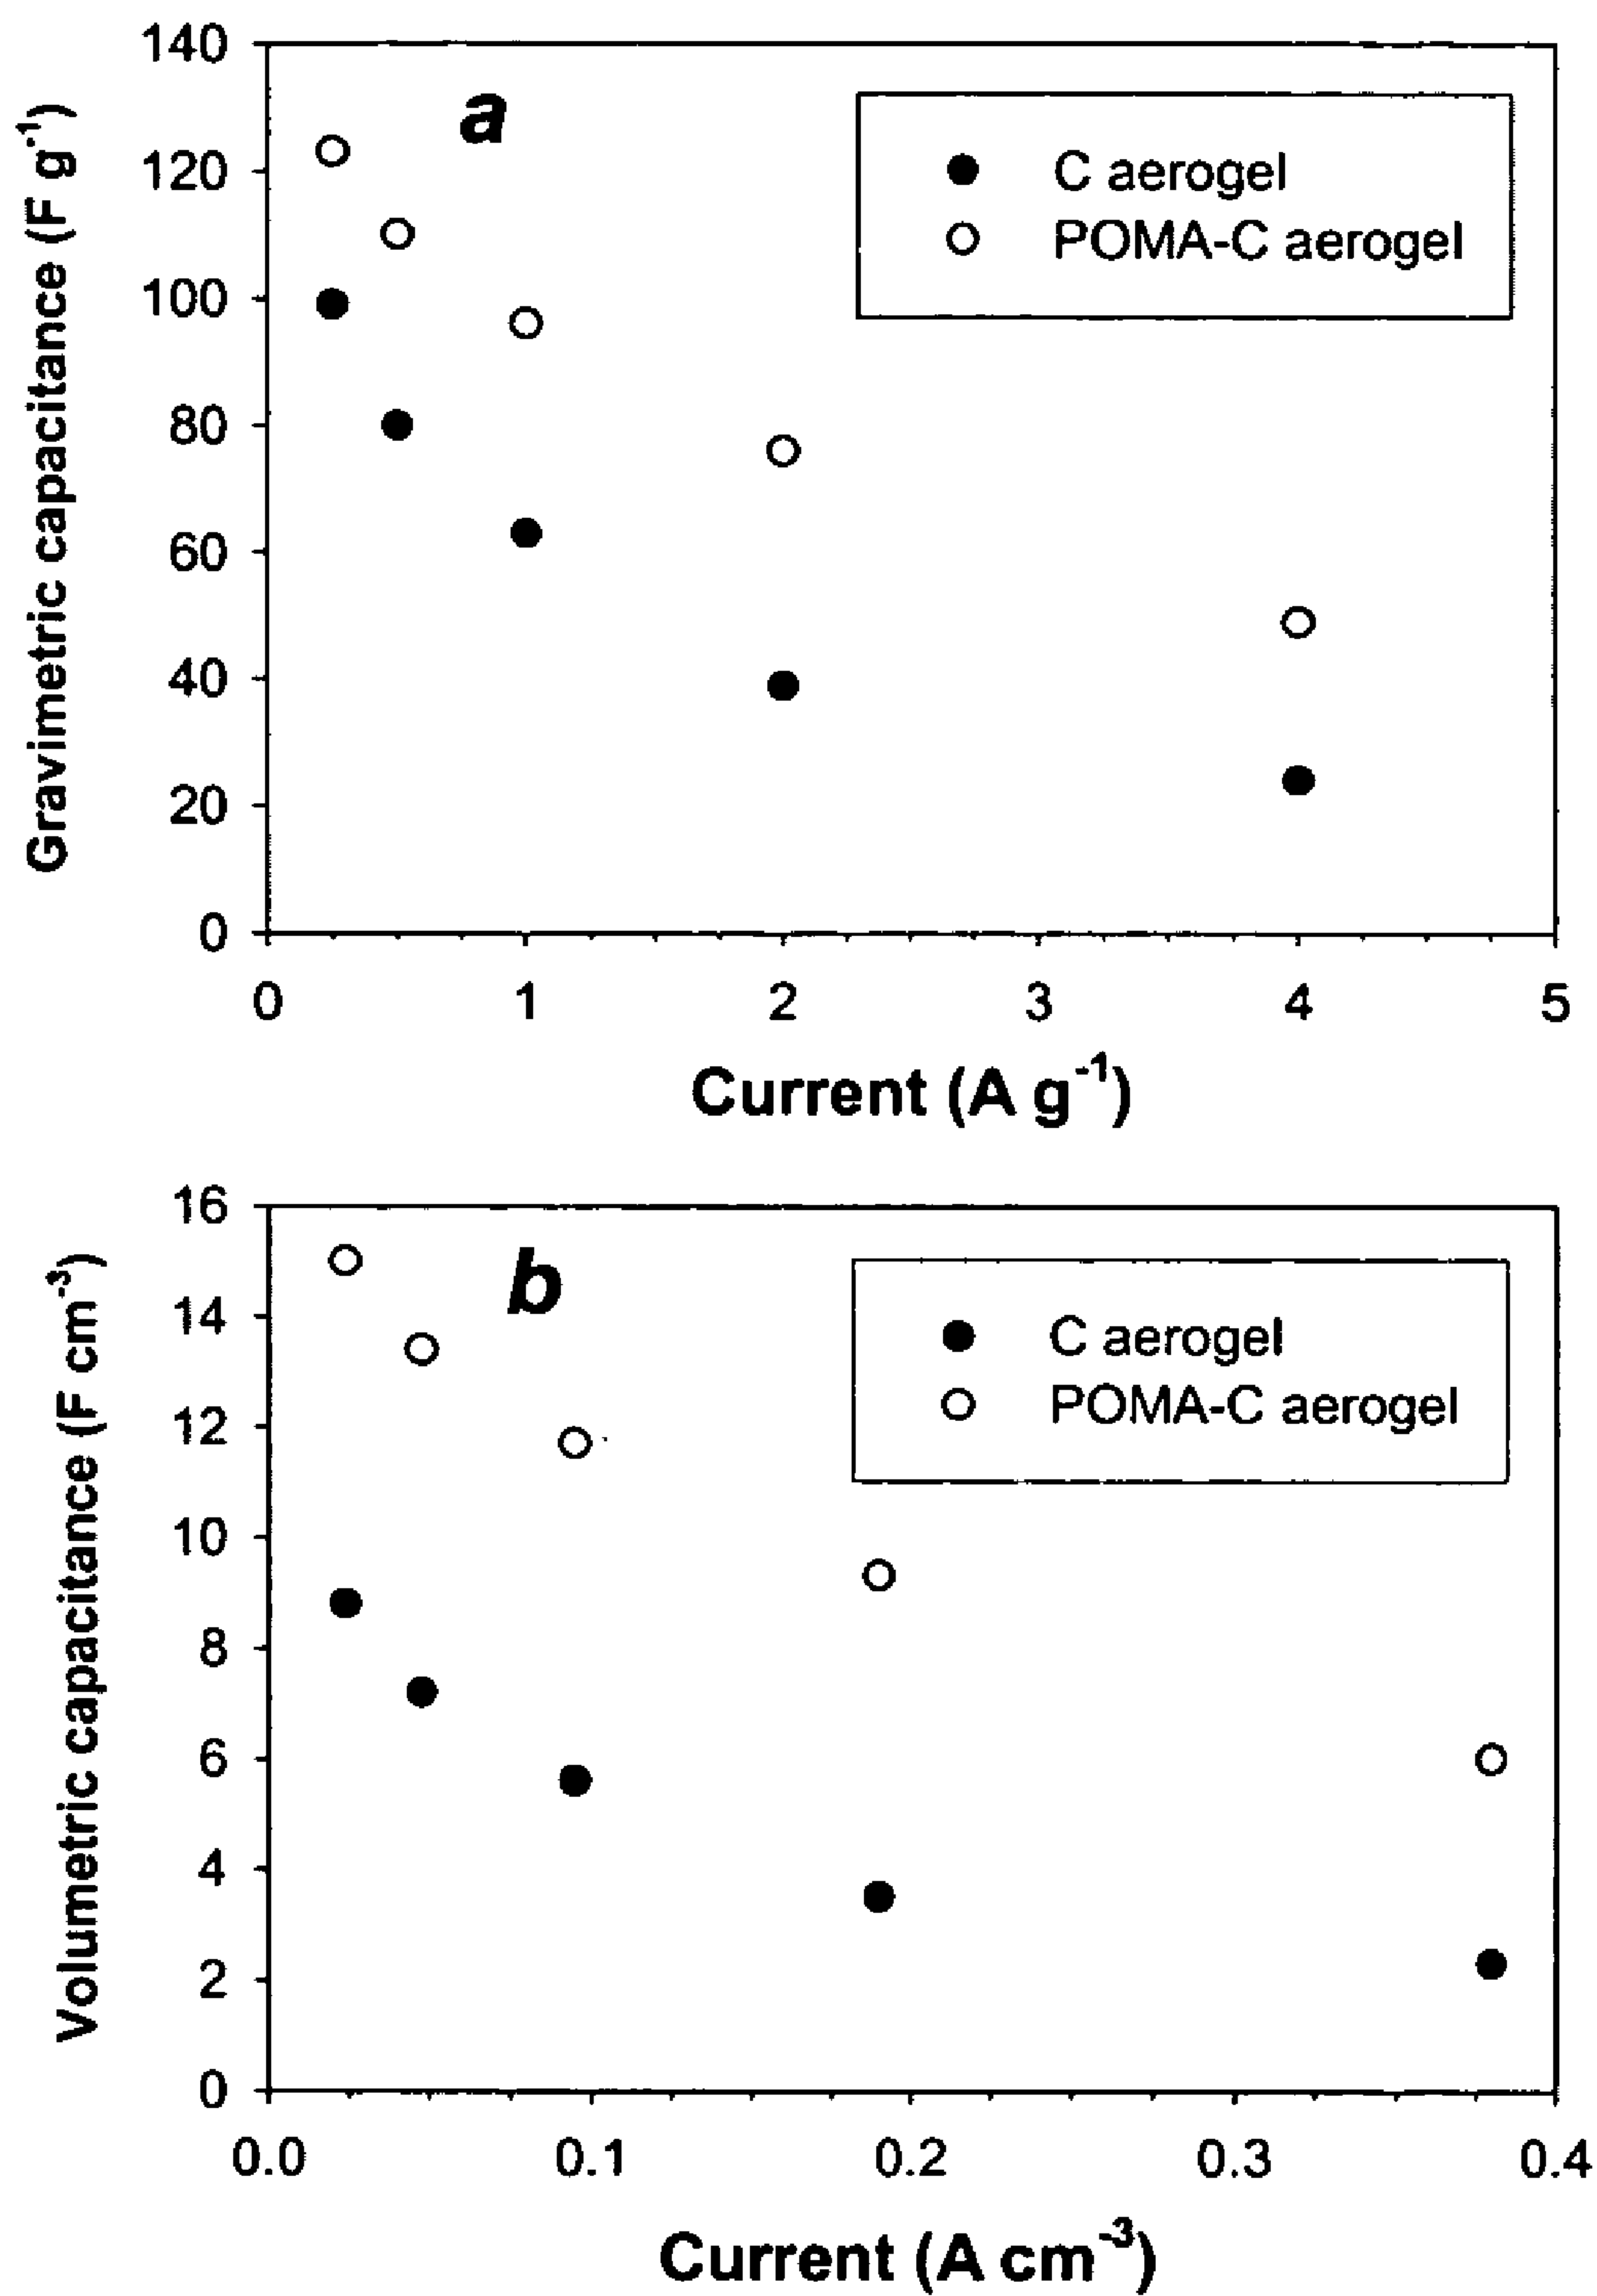 140
120
100
80
60
40
20
0
Gravimetric capacitance (F g⁻¹)
a
C aerogel
POMA-C aerogel
0 1 2 3 4 5
Current (A g⁻¹)
16
14
12
10
8
6
4
2
0
Volumetric capacitance (F cm⁻³)
b
C aerogel
POMA-C aerogel
0.0 0.1 0.2 0.3 0.4
Current (A cm⁻³)